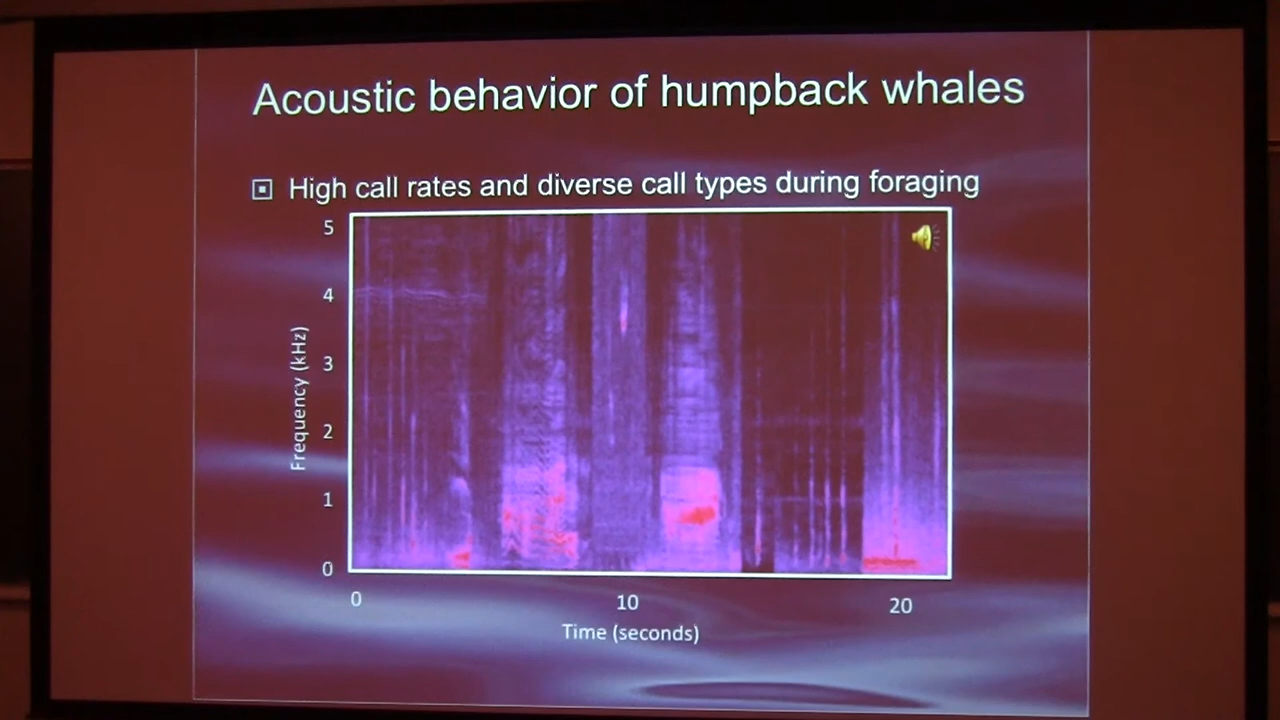 Acoustic behavior of humpback whales
High call rates and diverse call types during foraging
5
4
3
2
1
0
Frequency (kHz)
0 10 20
Time (seconds)